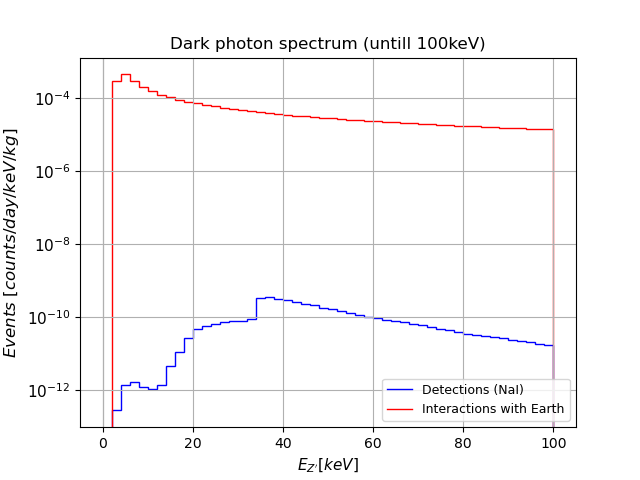 Dark photon spectrum (untill 100keV)
Events [counts/day/keV/kg]
10⁻⁴
10⁻⁶
10⁻⁸
10⁻¹⁰
10⁻¹²
Detections (NaI)
Interactions with Earth
0 20 40 60 80 100
E_{Z'}[keV]